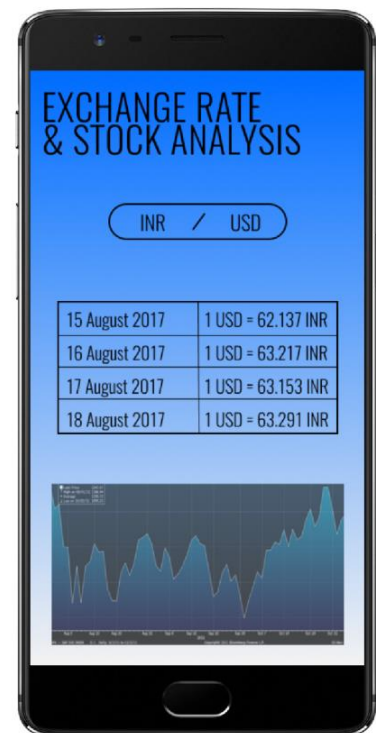 EXCHANGE RATE
& STOCK ANALYSIS
INR / USD
15 August 2017 1 USD = 62.137 INR
16 August 2017 1 USD = 63.217 INR
17 August 2017 1 USD = 63.153 INR
18 August 2017 1 USD = 63.291 INR
Last Price